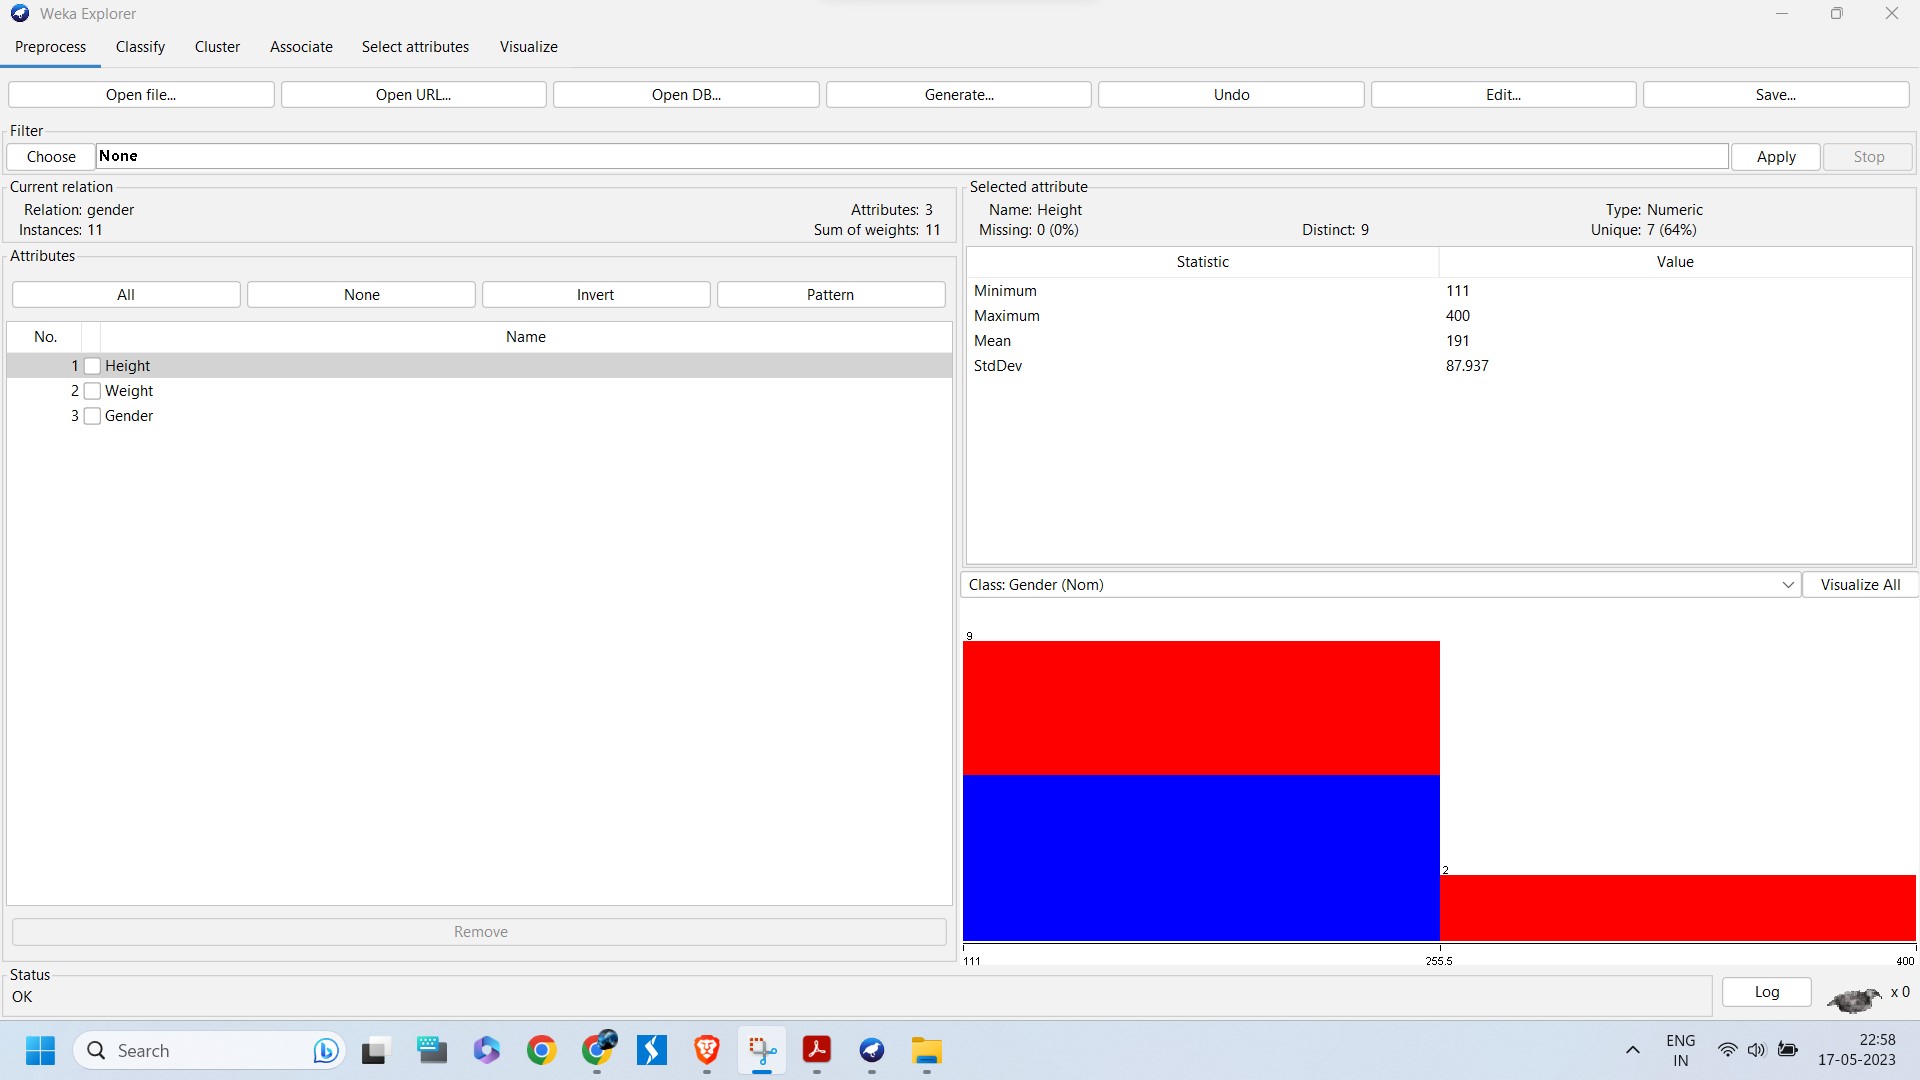 Weka Explorer
Preprocess Classify Cluster Associate Select attributes Visualize
Open file... Open URL... Open DB... Generate... Undo Edit... Save...
Filter
Choose None Apply Stop
Current relation
Relation: gender Attributes: 3
Instances: 11 Sum of weights: 11
Attributes
All None Invert Pattern
No. Name
1 Height
2 Weight
3 Gender
Remove
Selected attribute
Name: Height Type: Numeric
Missing: 0 (0%) Distinct: 9 Unique: 7 (64%)
Statistic Value
Minimum 111
Maximum 400
Mean 191
StdDev 87.937
Class: Gender (Nom) Visualize All
9
2
111 255.5 400
Status
OK
Log x 0
Search
ENG
IN
22:58
17-05-2023